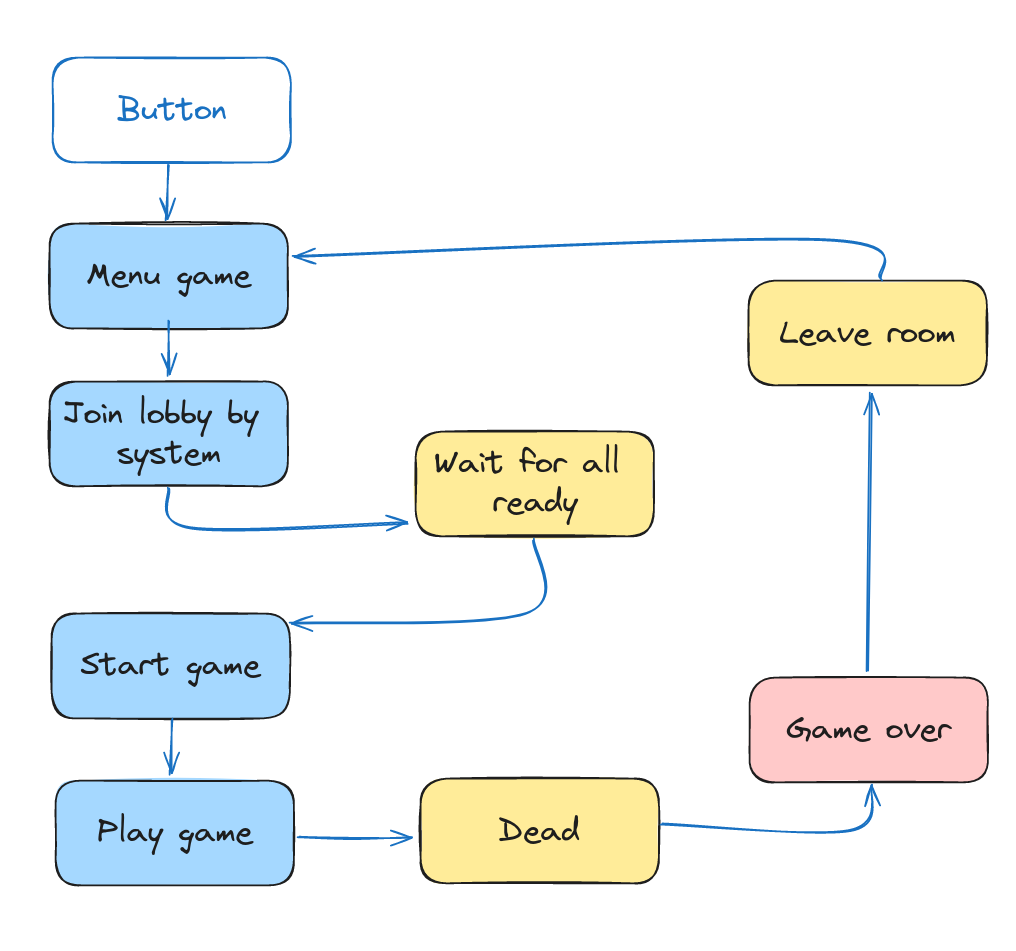 Button
Menu game
Join lobby by
system
Wait for all
ready
Start game
Play game
Dead
Game over
Leave room